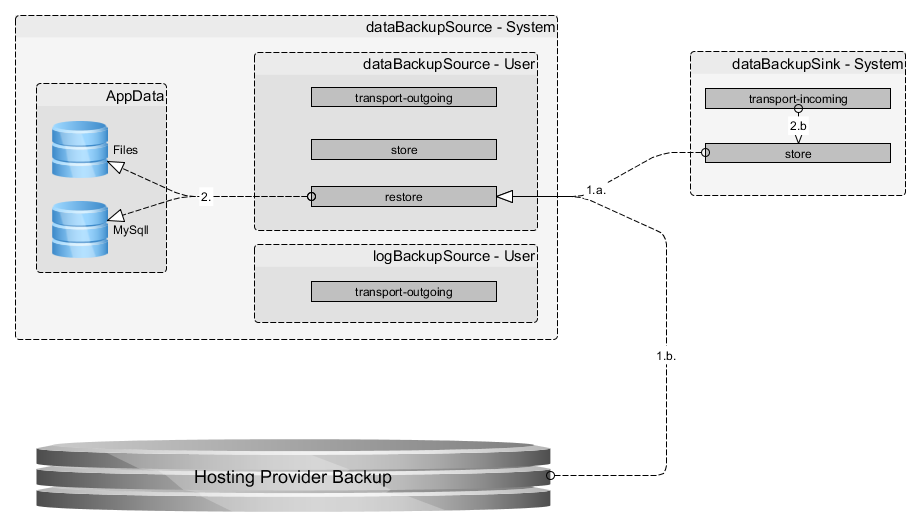 dataBackupSource - System
dataBackupSource - User
dataBackupSink - System
AppData
transport-outgoing
transport-incoming
2.b
Files
store
store
1.a.
2.
restore
MySqll
logBackupSource - User
transport-outgoing
1.b.
Hosting Provider Backup